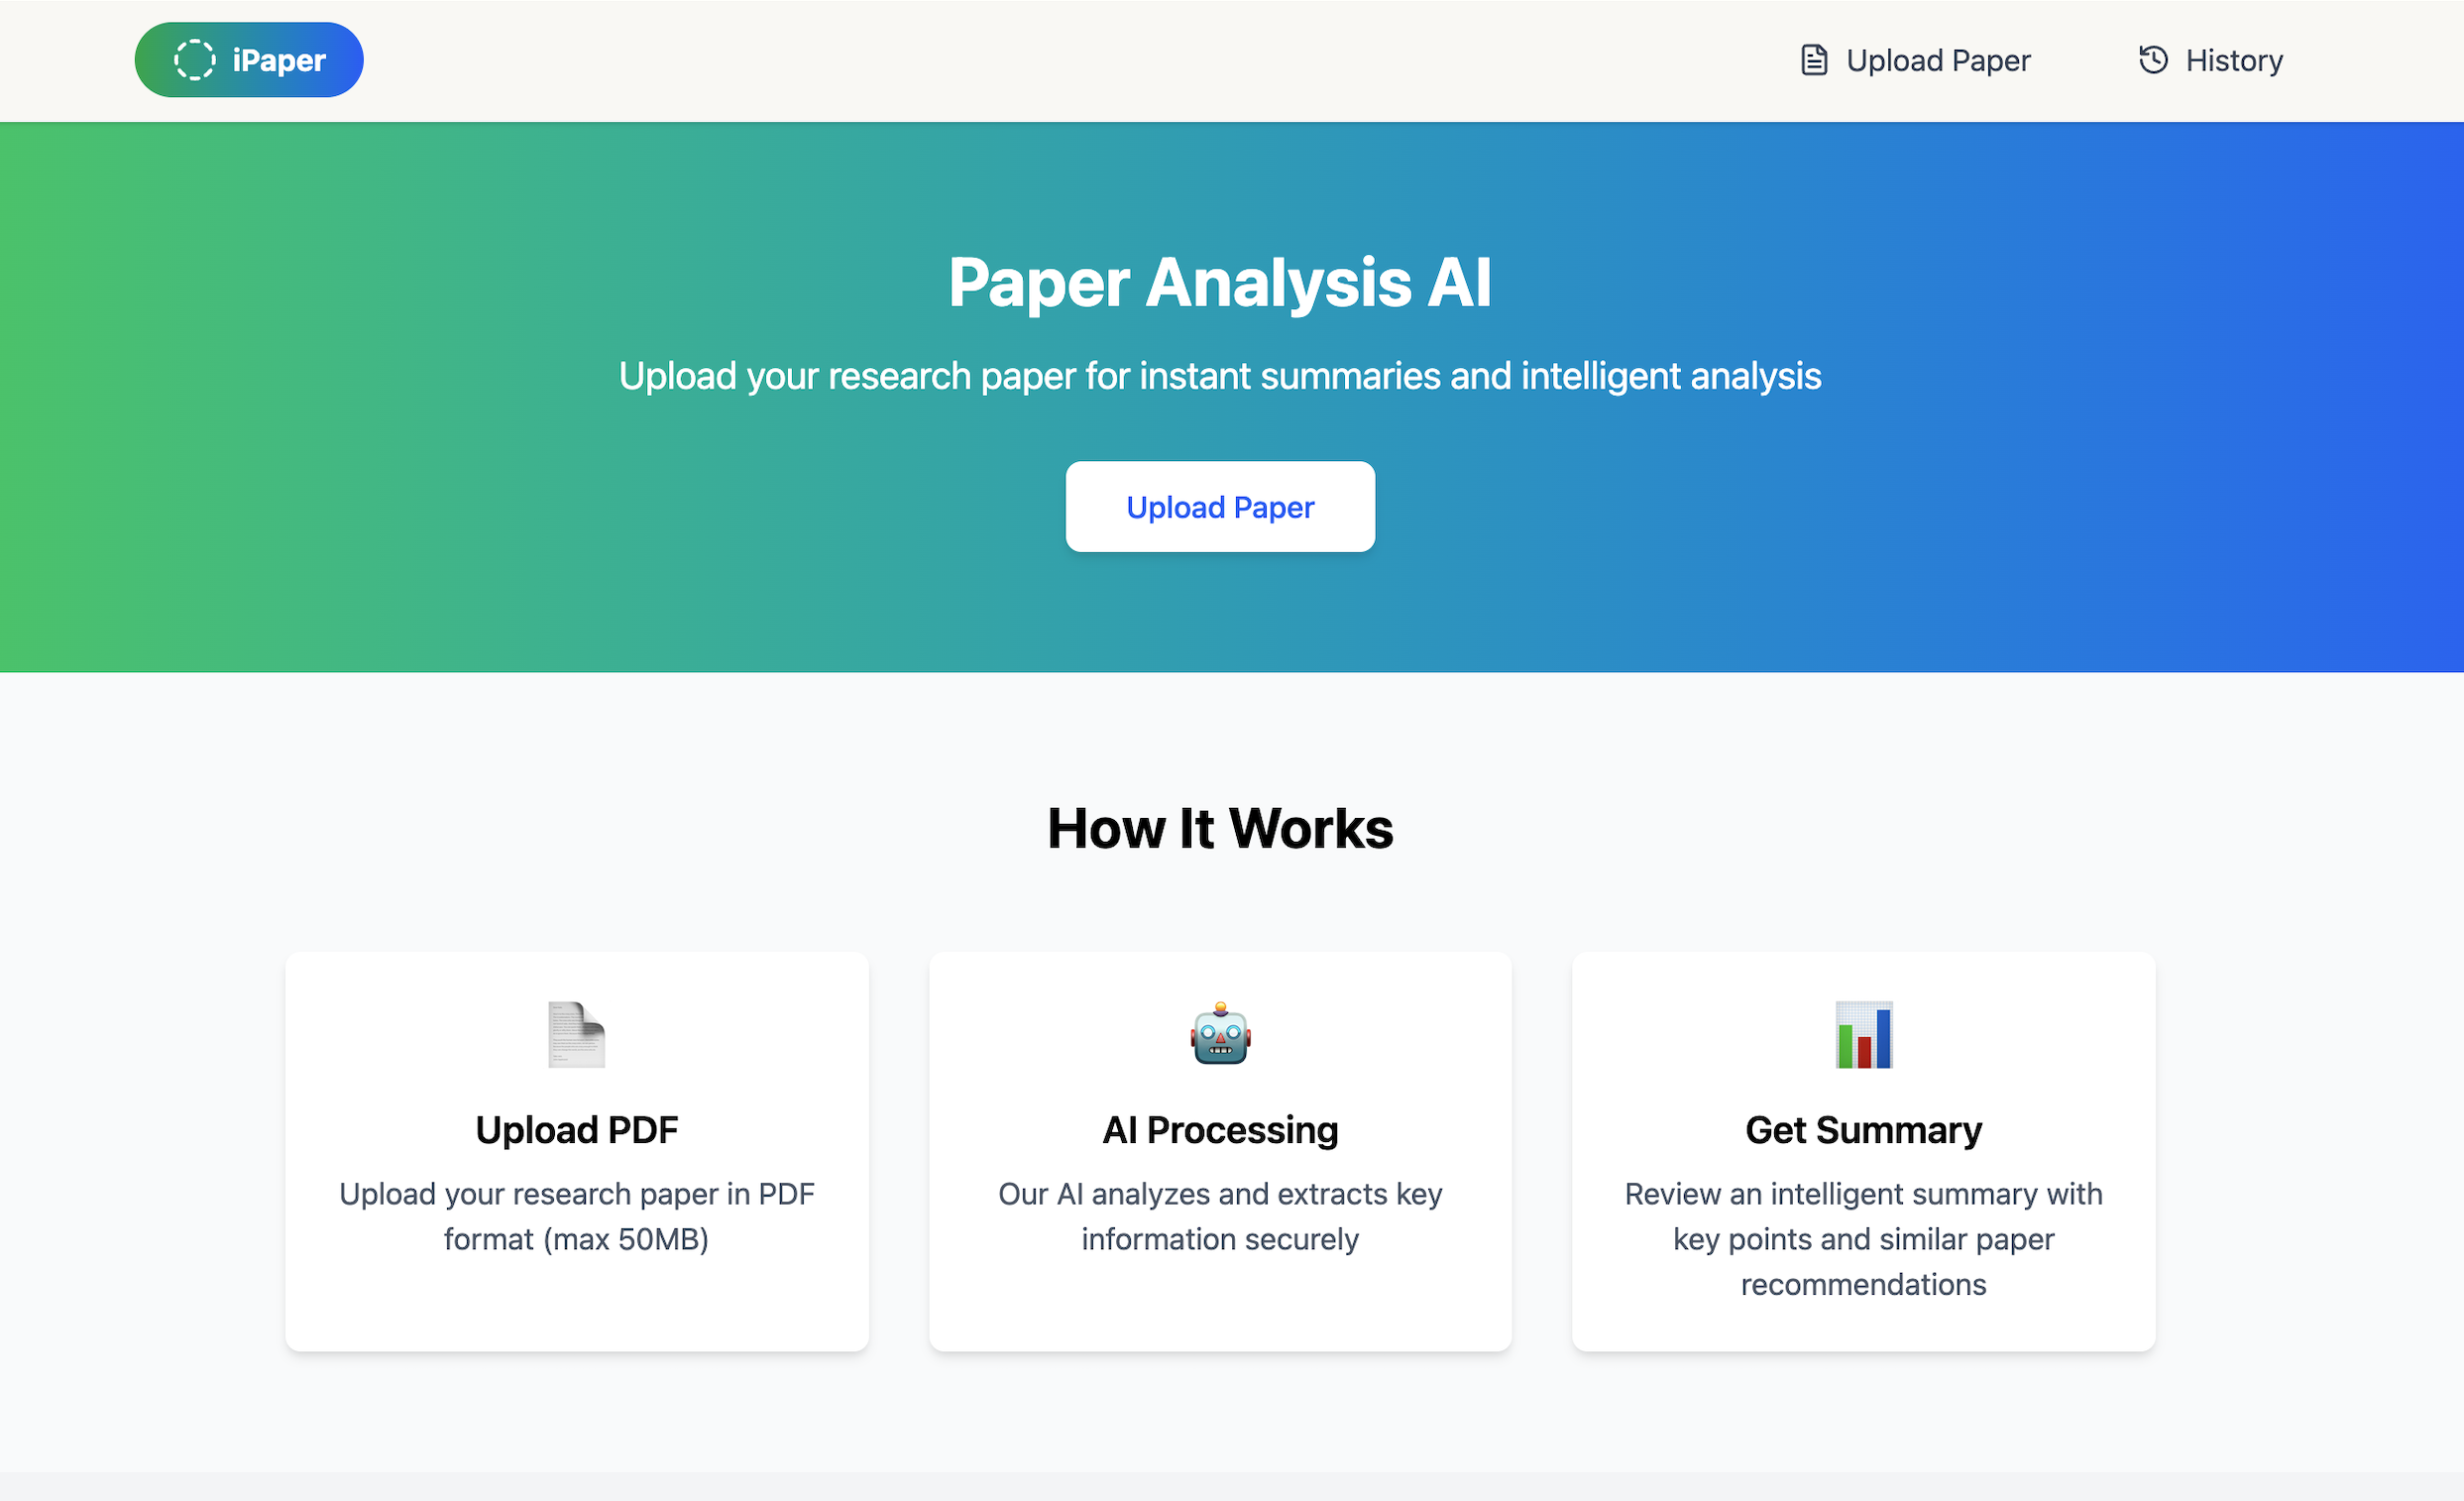 iPaper
Upload Paper
History
Paper Analysis AI
Upload your research paper for instant summaries and intelligent analysis
Upload Paper
How It Works
Upload PDF
Upload your research paper in PDF
format (max 50MB)
AI Processing
Our AI analyzes and extracts key
information securely
Get Summary
Review an intelligent summary with
key points and similar paper
recommendations